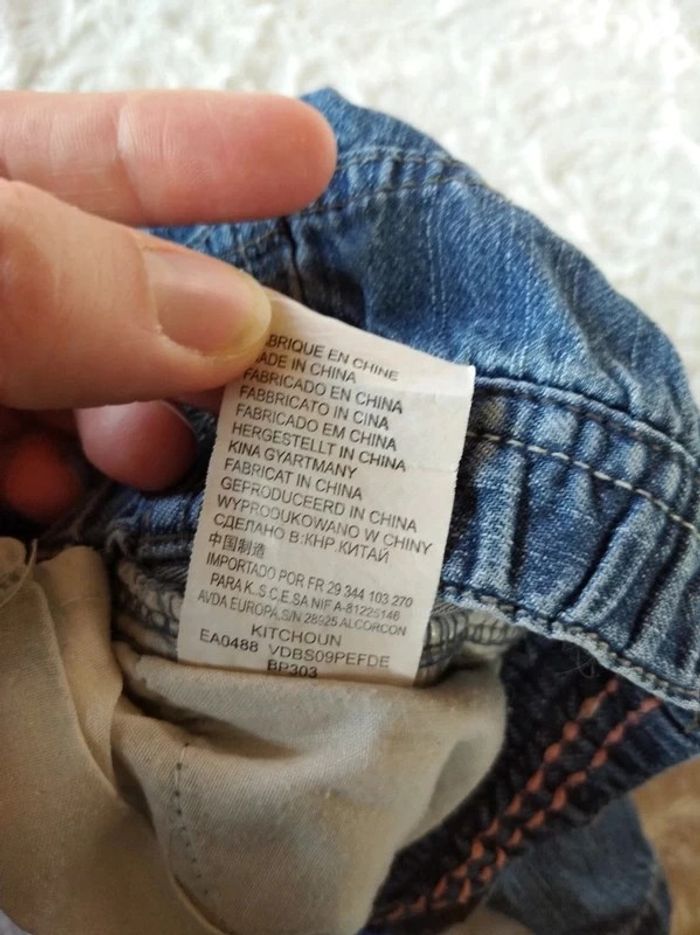 BRIQUE EN CHINE
ADE IN CHINA
FABRICADO EN CHINA
FABBRICATO IN CINA
FABRICADO EM CHINA
HERGESTELLT IN CHINA
KINA GYARTMANY
FABRICAT IN CHINA
GEPRODUCEERD IN CHINA
WYPRODUKOWANO W CHINY
СДЕЛАНО В:КНР.КИТАЙ
中国制造
IMPORTADO POR FR 29 344 103 270
PARA K..S.C.E.SA NIF A-81225146
AVDA EUROPA,S/N 28925 ALCORCON
KITCHOUN
EA0488 VDBS09PEFDE
BP303